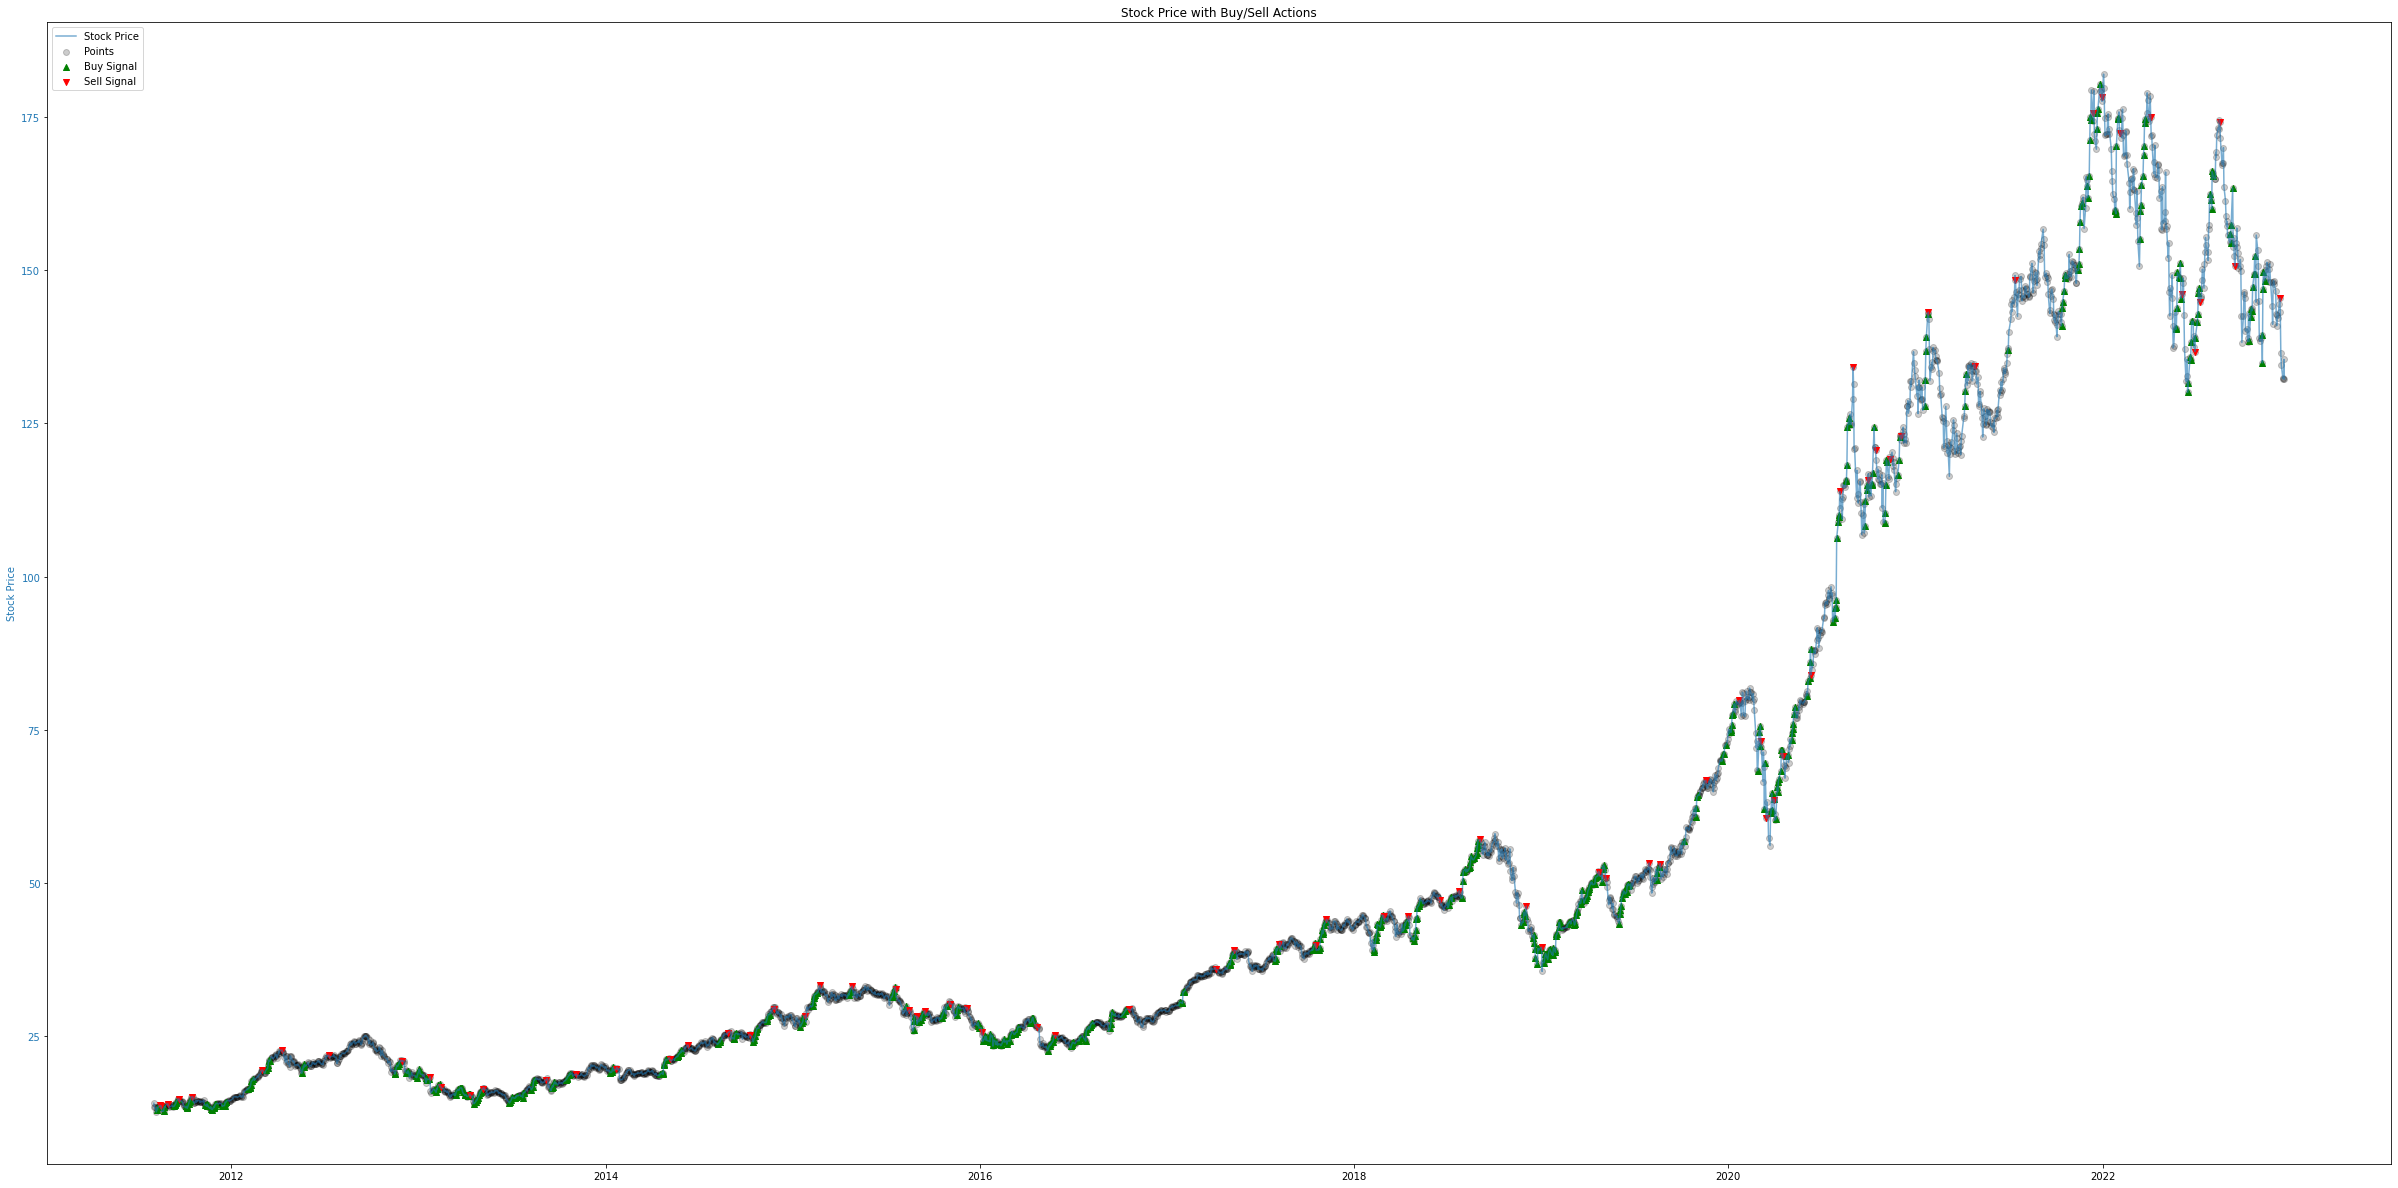 Stock Price with Buy/Sell Actions
Stock Price
Points
Buy Signal
Sell Signal
175
150
125
100
75
50
25
Stock Price
2012 2014 2016 2018 2020 2022